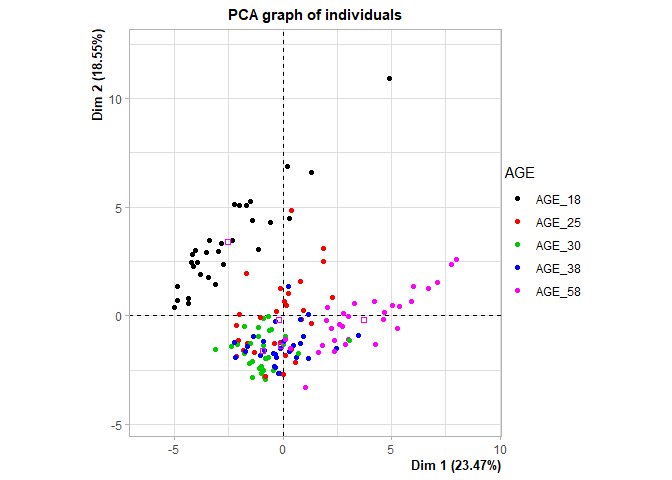 PCA graph of individuals
Dim 2 (18.55%)
10
5
0
-5
-5
0
5
10
Dim 1 (23.47%)
AGE
AGE_18
AGE_25
AGE_30
AGE_38
AGE_58